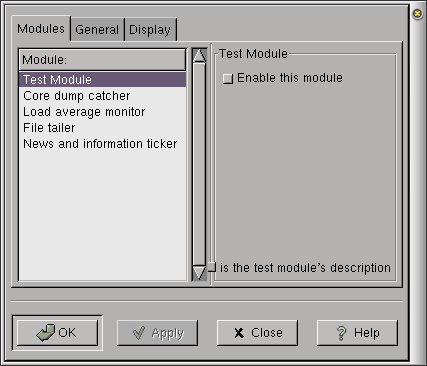 Modules General Display
Module: Test Module
Test Module Enable this module
Core dump catcher
Load average monitor
File tailer
News and information ticker
is the test module's description
OK Apply Close Help